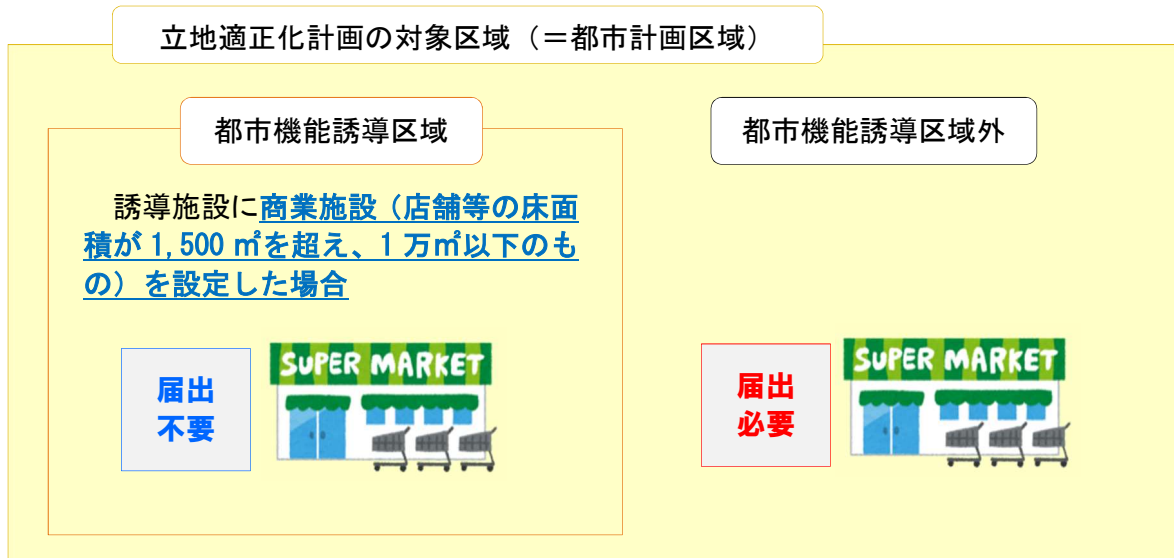 立地適正化計画の対象区域（＝都市計画区域）
都市機能誘導区域
都市機能誘導区域外
誘導施設に商業施設（店舗等の床面
積が 1,500 ㎡を超え、1 万㎡以下のも
の）を設定した場合
届出
不要
SUPER MARKET
届出
必要
SUPER MARKET